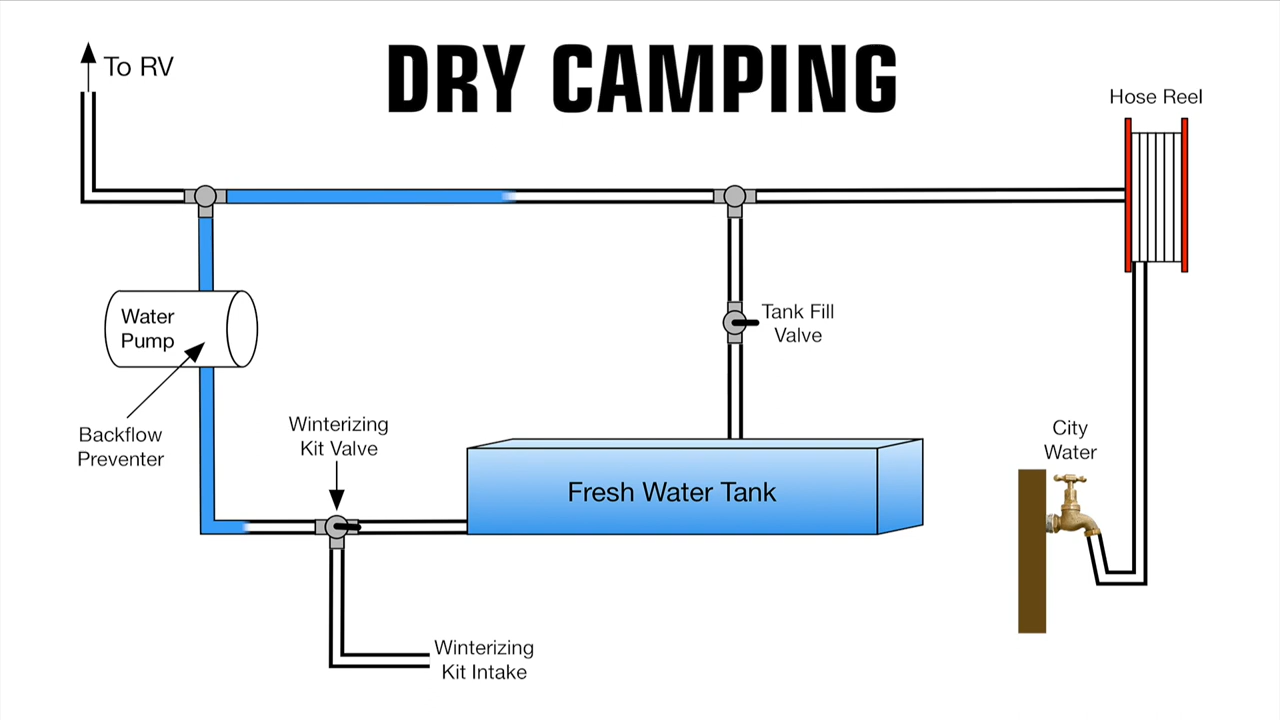 DRY CAMPING
To RV
Hose Reel
Water
Pump
Tank Fill
Valve
Backflow
Preventer
Winterizing
Kit Valve
City
Water
Fresh Water Tank
Winterizing
Kit Intake